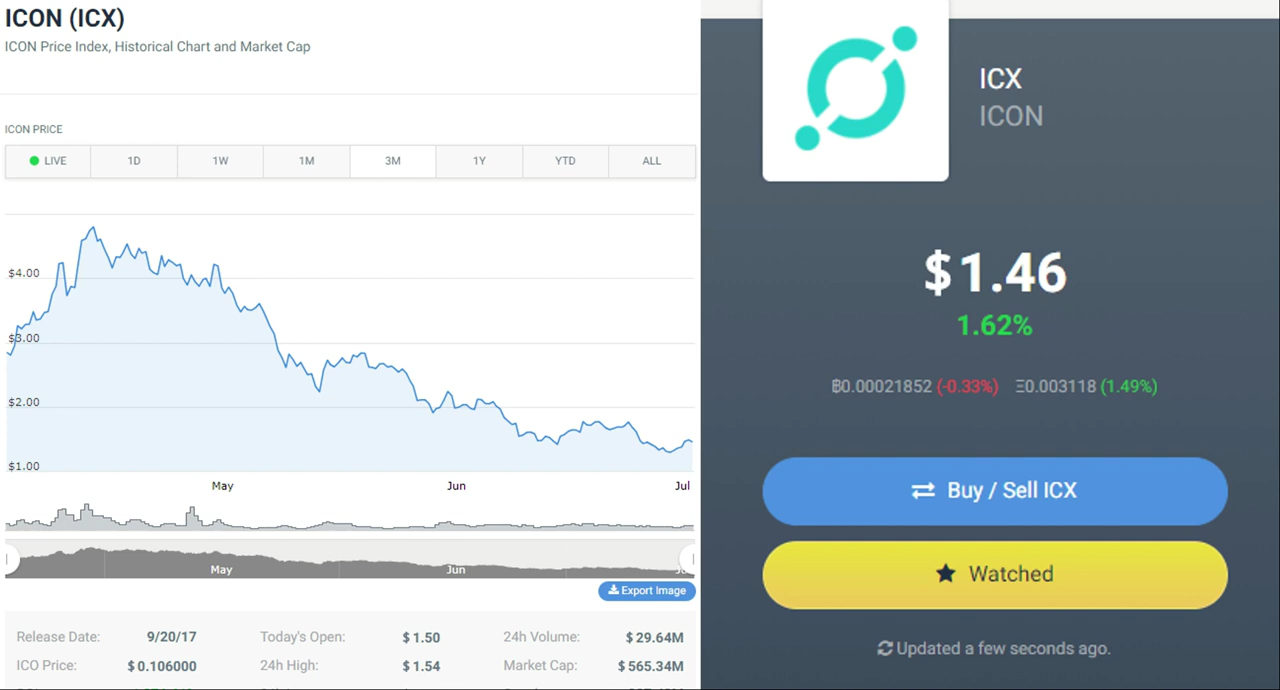 ICON (ICX)
ICON Price Index, Historical Chart and Market Cap
ICON PRICE
LIVE 1D 1W 1M 3M 1Y YTD ALL
$4.00
$3.00
$2.00
$1.00
May Jun Jul
May Jun
Export Image
Release Date: 9/20/17 Today's Open: $ 1.50 24h Volume: $ 29.64M
ICO Price: $ 0.106000 24h High: $ 1.54 Market Cap: $ 565.34M
ICX
ICON
$ 1.46
1.62%
฿0.00021852 (-0.33%) Ξ0.003118 (1.49%)
Buy / Sell ICX
Watched
Updated a few seconds ago.